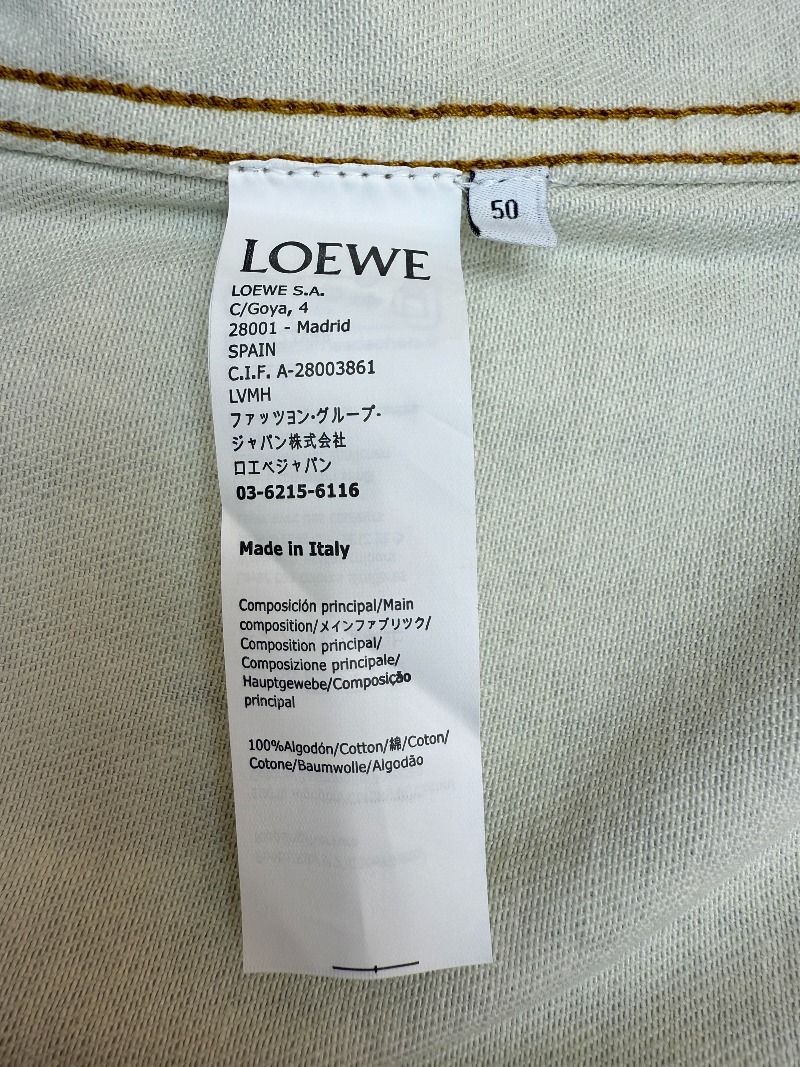 50
LOEWE
LOEWE S.A.
C/Goya, 4
28001 - Madrid
SPAIN
C.I.F. A-28003861
LVMH
ファッツヨン・グループ-
ジャパン株式会社
ロエベジャパン
03-6215-6116
Made in Italy
Composición principal/Main
composition/メインファブリック/
Composition principal/
Composizione principale/
Hauptgewebe/Composição
principal
100%Algodón/Cotton/綿/Coton/
Cotone/Baumwolle/Algodão